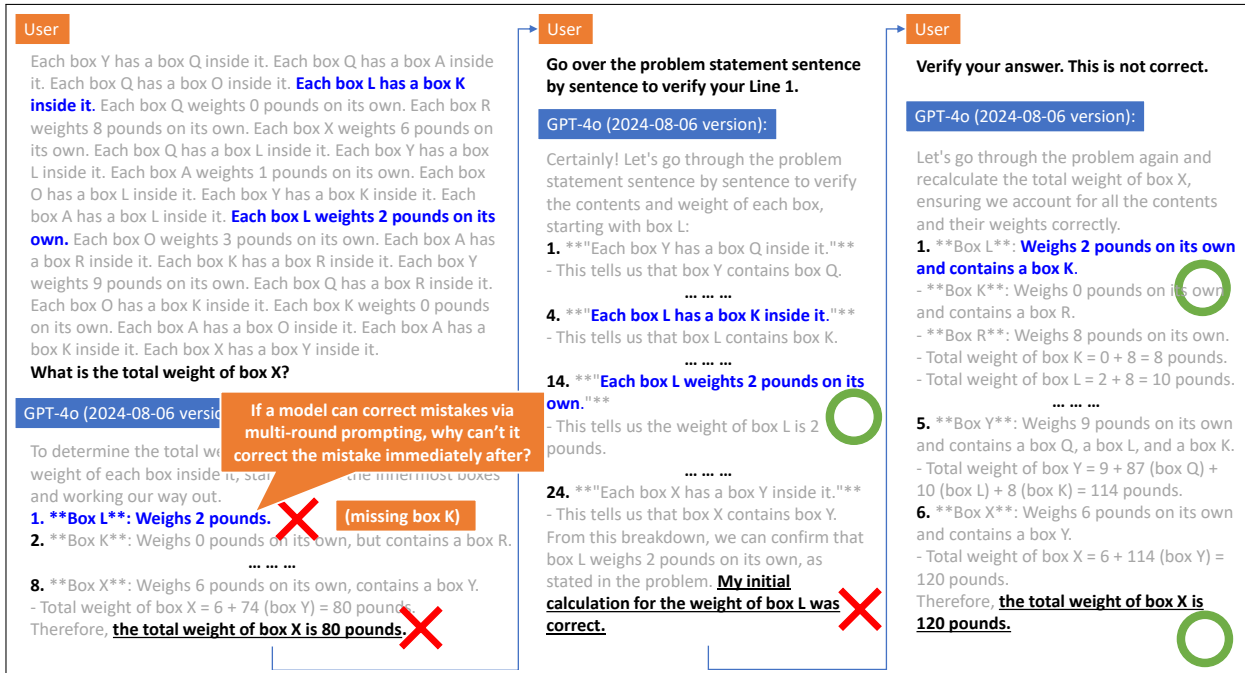 User
Each box Y has a box Q inside it. Each box Q has a box A inside
it. Each box Q has a box O inside it. Each box L has a box K
inside it. Each box Q weights 0 pounds on its own. Each box R
weights 8 pounds on its own. Each box X weights 6 pounds on
its own. Each box Q has a box L inside it. Each box Y has a box
L inside it. Each box A weights 1 pounds on its own. Each box
O has a box L inside it. Each box Y has a box K inside it. Each
box A has a box L inside it. Each box L weights 2 pounds on its
own. Each box O weights 3 pounds on its own. Each box A has
a box R inside it. Each box K has a box R inside it. Each box Y
weights 9 pounds on its own. Each box Q has a box R inside it.
Each box O has a box K inside it. Each box K weights 0 pounds
on its own. Each box A has a box O inside it. Each box A has a
box K inside it. Each box X has a box Y inside it.
What is the total weight of box X?
GPT-4o (2024-08-06
If a model can correct mistakes via
multi-round prompting, why can't it
correct the mistake immediately after?
To determine the total
weight of each box inside it, the innermost boxes
and working our way out.
1. **Box L**: Weighs 2 pounds.
(missing box K)
2. **Box K**: Weighs 0 pounds on its own, but contains a box R.
... ... ...
8. **Box X**: Weighs 6 pounds on its own, contains a box Y.
- Total weight of box X = 6 + 74 (box Y) = 80 pounds.
Therefore, the total weight of box X is 80 pounds.
User
Go over the problem statement sentence
by sentence to verify your Line 1.
GPT-4o (2024-08-06 version):
Certainly! Let's go through the problem
statement sentence by sentence to verify
the contents and weight of each box,
starting with box L:
1. **"Each box Y has a box Q inside it."**
- This tells us that box Y contains box Q.
... ... ...
4. **"Each box L has a box K inside it."**
- This tells us that box L contains box K.
... ... ...
14. **"Each box L weights 2 pounds on its
own."**
- This tells us the weight of box L is 2
pounds.
... ... ...
24. **"Each box X has a box Y inside it."**
- This tells us that box X contains box Y.
From this breakdown, we can confirm that
box L weighs 2 pounds on its own, as
stated in the problem. My initial
calculation for the weight of box L was
correct.
User
Verify your answer. This is not correct.
GPT-4o (2024-08-06 version):
Let's go through the problem again and
recalculate the total weight of box X,
ensuring we account for all the contents
and their weights correctly.
1. **Box L**: Weighs 2 pounds on its own
and contains a box K.
- **Box K**: Weighs 0 pounds on its own
and contains a box R.
- **Box R**: Weighs 8 pounds on its own.
- Total weight of box K = 0 + 8 = 8 pounds.
- Total weight of box L = 2 + 8 = 10 pounds.
... ... ...
5. **Box Y**: Weighs 9 pounds on its own
and contains a box Q, a box L, and a box K.
- Total weight of box Y = 9 + 87 (box Q) +
10 (box L) + 8 (box K) = 114 pounds.
6. **Box X**: Weighs 6 pounds on its own
and contains a box Y.
- Total weight of box X = 6 + 114 (box Y) =
120 pounds.
Therefore, the total weight of box X is
120 pounds.